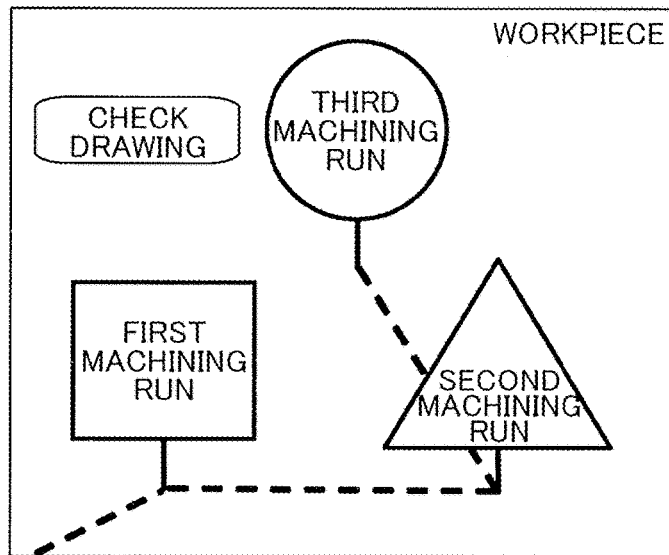 WORKPIECE
CHECK
DRAWING
THIRD
MACHINING
RUN
FIRST
MACHINING
RUN
SECOND
MACHINING
RUN